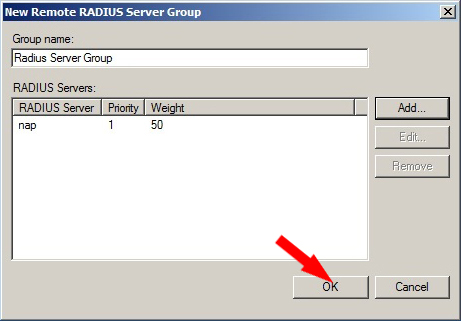 New Remote RADIUS Server Group
Group name:
Radius Server Group
RADIUS Servers:
RADIUS Server Priority Weight
nap 1 50
Add...
Edit...
Remove
OK Cancel